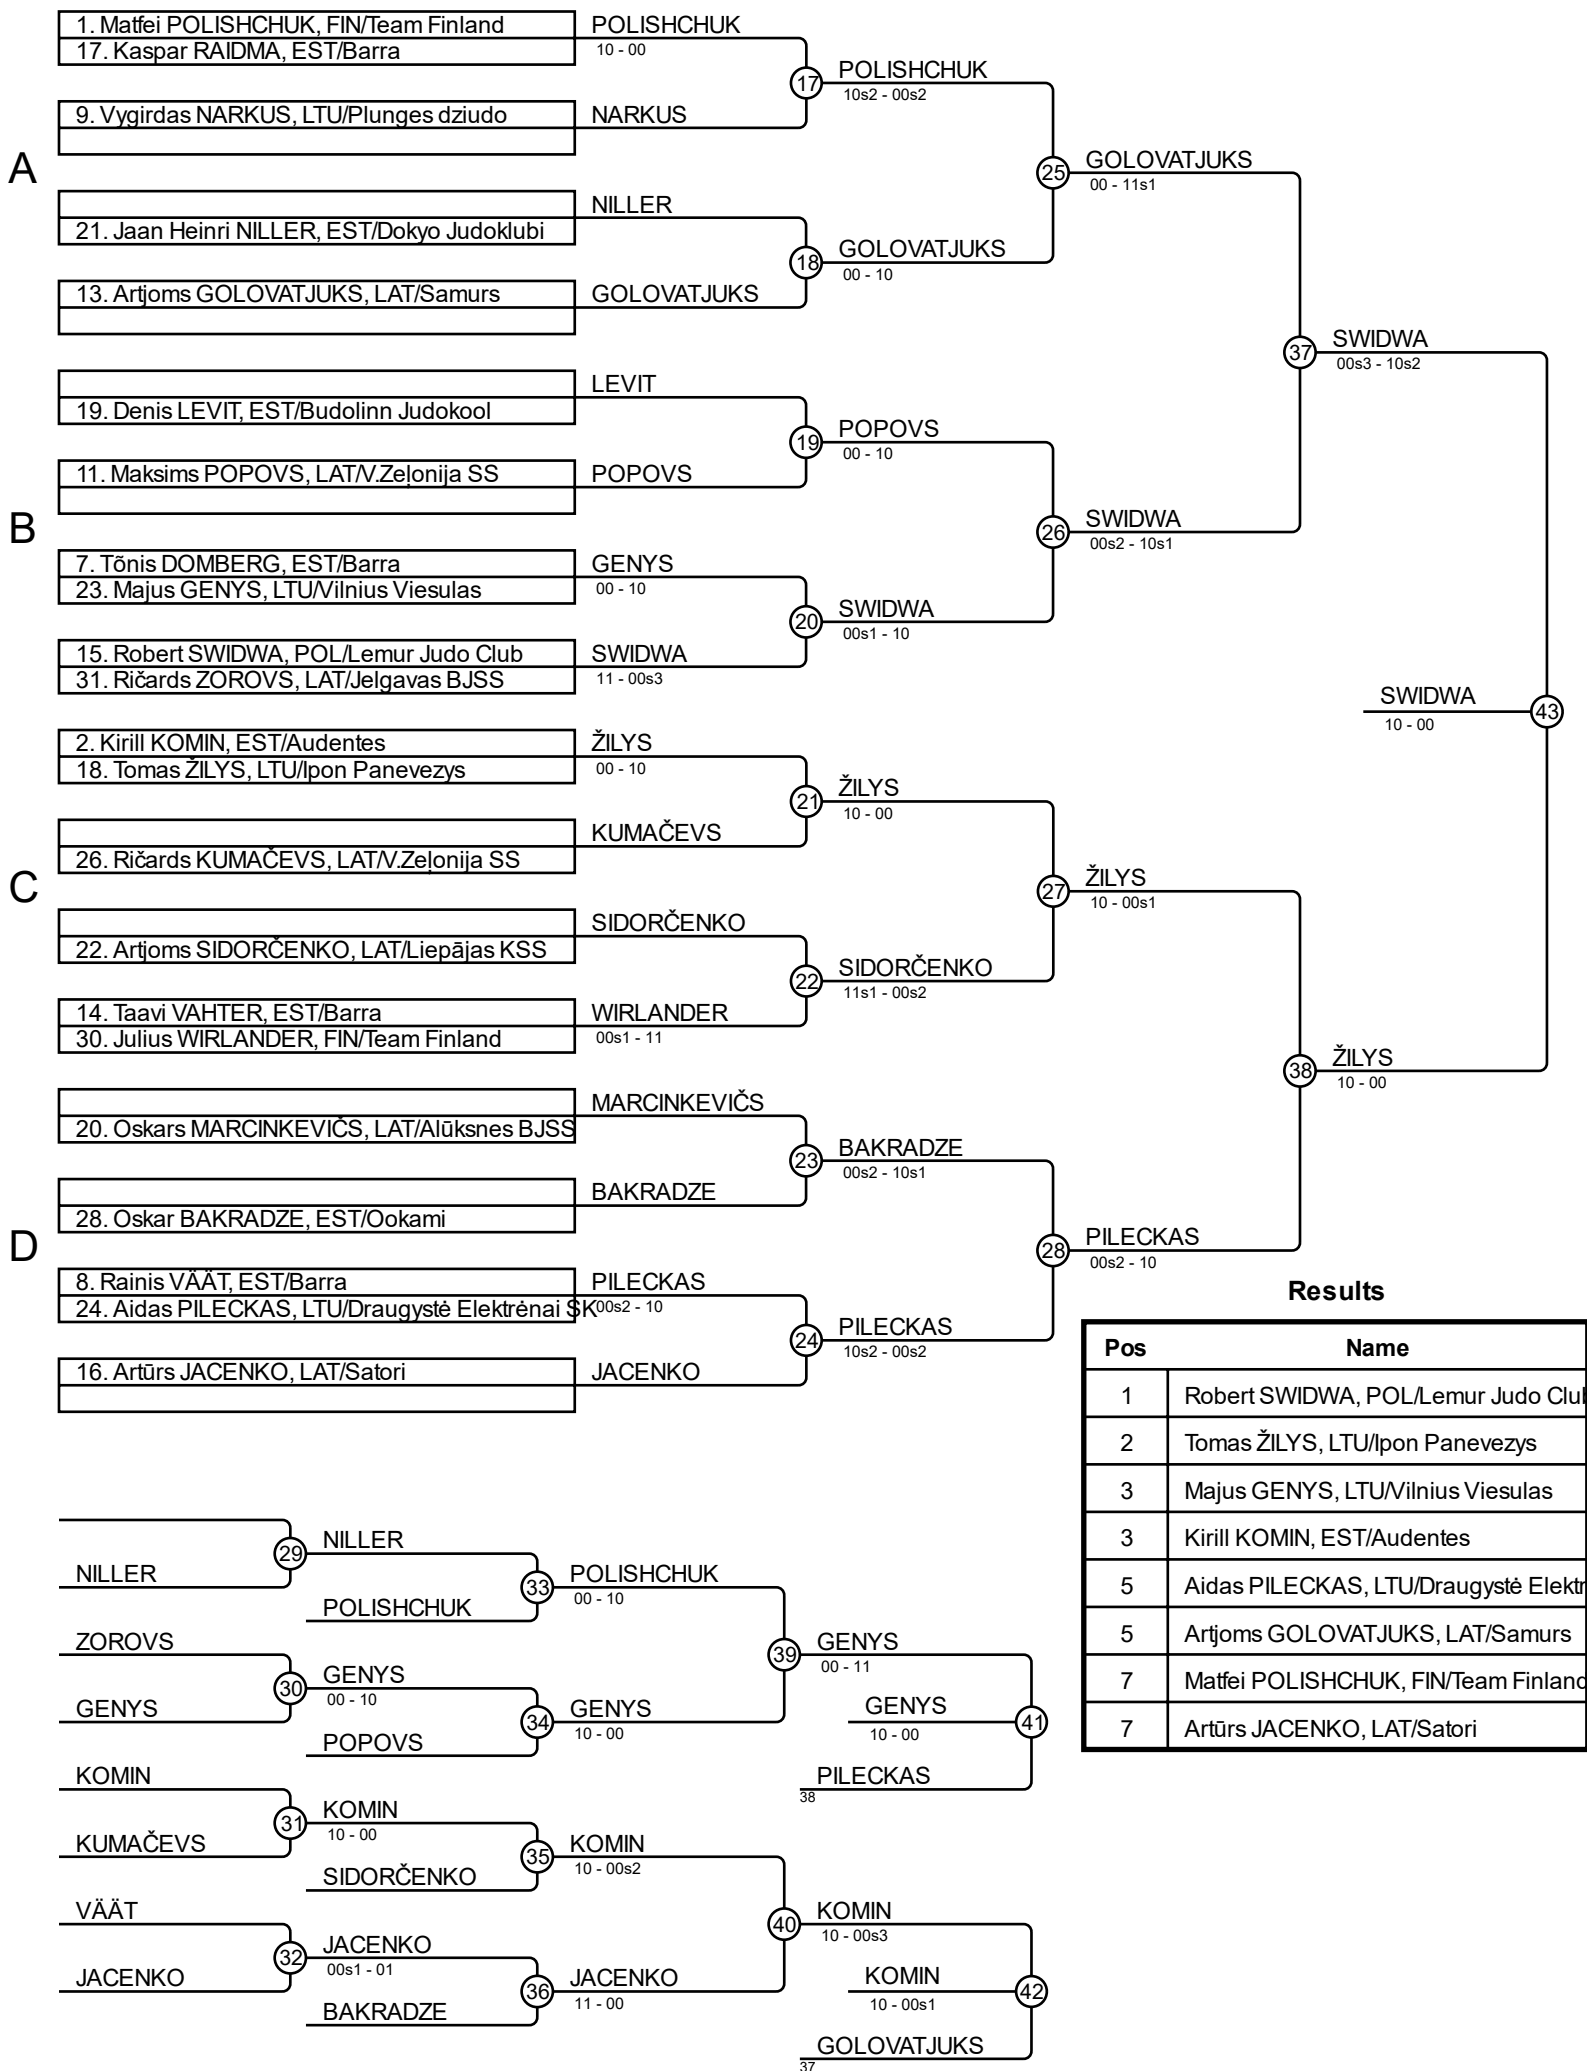 1. Matfei POLISHCHUK, FIN/Team Finland
17. Kaspar RAIDMA, EST/Barra
POLISHCHUK
10 - 00
17
POLISHCHUK
10s2 - 00s2
9. Vygirdas NARKUS, LTU/Plunges dziudo
NARKUS
A
25
GOLOVATJUKS
00 - 11s1
21. Jaan Heinri NILLER, EST/Dokyo Judoklubi
NILLER
18
GOLOVATJUKS
00 - 10
13. Artjoms GOLOVATJUKS, LAT/Samurs
GOLOVATJUKS
37
SWIDWA
00s3 - 10s2
19. Denis LEVIT, EST/Budolinn Judokool
LEVIT
19
POPOVS
00 - 10
11. Maksims POPOVS, LAT/V.Zeļonija SS
POPOVS
B
26
SWIDWA
00s2 - 10s1
7. Tõnis DOMBERG, EST/Barra
23. Majus GENYS, LTU/Vilnius Viesulas
GENYS
00 - 10
20
SWIDWA
00s1 - 10
15. Robert SWIDWA, POL/Lemur Judo Club
31. Ričards ZOROVS, LAT/Jelgavas BJSS
SWIDWA
11 - 00s3
SWIDWA
10 - 00
43
2. Kirill KOMIN, EST/Audentes
18. Tomas ŽILYS, LTU/Ipon Panevezys
ŽILYS
00 - 10
21
ŽILYS
10 - 00
26. Ričards KUMAČEVS, LAT/V.Zeļonija SS
KUMAČEVS
C
27
ŽILYS
10 - 00s1
22. Artjoms SIDORČENKO, LAT/Liepājas KSS
SIDORČENKO
22
SIDORČENKO
11s1 - 00s2
14. Taavi VAHTER, EST/Barra
30. Julius WIRLANDER, FIN/Team Finland
WIRLANDER
00s1 - 11
38
ŽILYS
10 - 00
20. Oskars MARCINKEVIČS, LAT/Alūksnes BJSS
MARCINKEVIČS
23
BAKRADZE
00s2 - 10s1
28. Oskar BAKRADZE, EST/Ookami
BAKRADZE
D
28
PILECKAS
00s2 - 10
8. Rainis VÄÄT, EST/Barra
24. Aidas PILECKAS, LTU/Draugystė Elektrėnai SK
PILECKAS
00s2 - 10
24
PILECKAS
10s2 - 00s2
16. Artūrs JACENKO, LAT/Satori
JACENKO
Results
Pos Name
1 Robert SWIDWA, POL/Lemur Judo Clu
2 Tomas ŽILYS, LTU/Ipon Panevezys
3 Majus GENYS, LTU/Vilnius Viesulas
3 Kirill KOMIN, EST/Audentes
5 Aidas PILECKAS, LTU/Draugystė Elektr
5 Artjoms GOLOVATJUKS, LAT/Samurs
7 Matfei POLISHCHUK, FIN/Team Finland
7 Artūrs JACENKO, LAT/Satori
NILLER
29
NILLER
POLISHCHUK
33
POLISHCHUK
00 - 10
ZOROVS
GENYS
30
GENYS
00 - 10
POPOVS
34
GENYS
10 - 00
39
GENYS
00 - 11
GENYS
10 - 00
41
PILECKAS
38
KOMIN
KUMAČEVS
31
KOMIN
10 - 00
SIDORČENKO
35
KOMIN
10 - 00s2
VÄÄT
JACENKO
32
JACENKO
00s1 - 01
BAKRADZE
36
JACENKO
11 - 00
40
KOMIN
10 - 00s3
KOMIN
10 - 00s1
42
GOLOVATJUKS
37